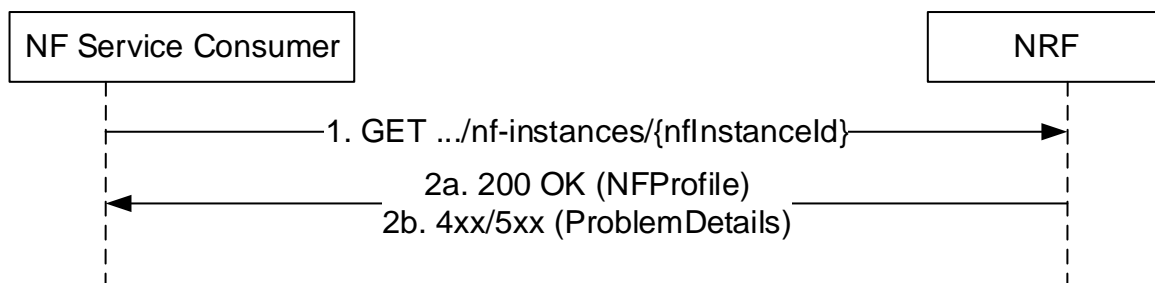 NF Service Consumer
NRF
1. GET .../nf-instances/{nfInstanceId}
2a. 200 OK (NFProfile)
2b. 4xx/5xx (ProblemDetails)